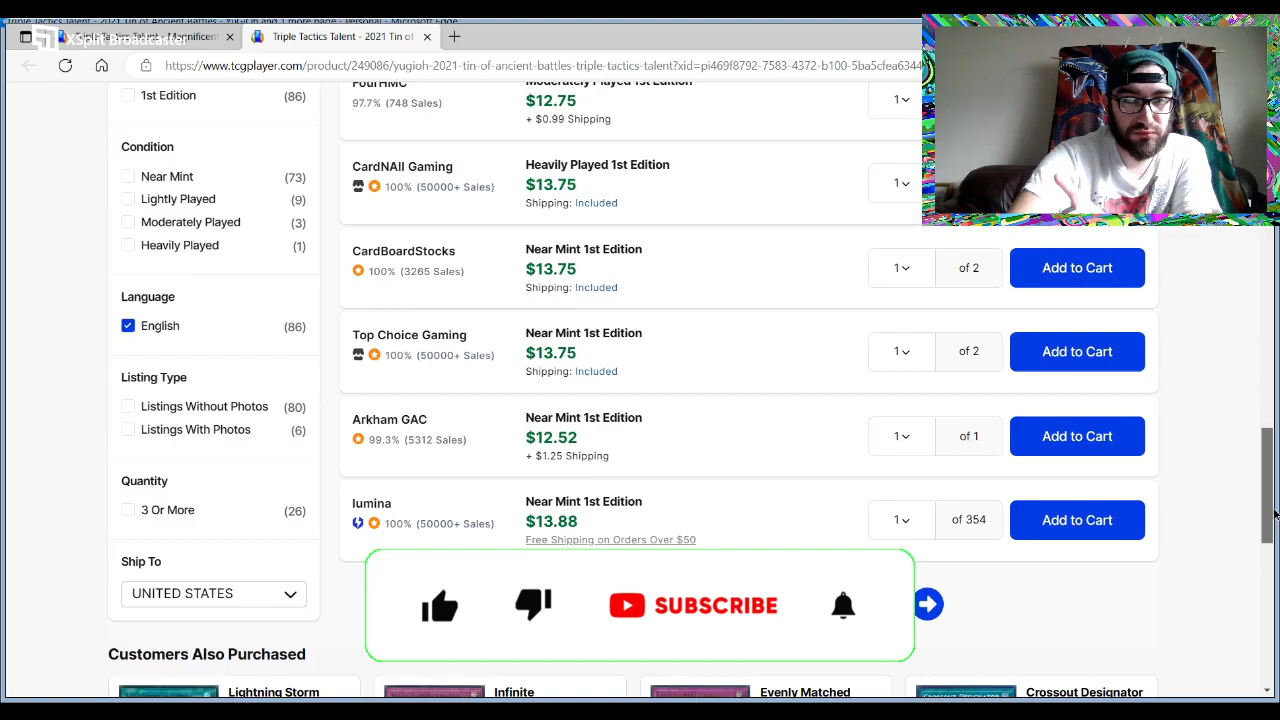 Triple Tactics Talent - 2021 Tin of Ancient Battles - YuGiOh and 1 more page - Personal - Microsoft Edge
XSplit Broadcaster
Triple Tactics Talent - Magnificent
Triple Tactics Talent - 2021 Tin of
https://www.tcgplayer.com/product/249086/yugioh-2021-tin-of-ancient-battles-triple-tactics-talent?xid=pi469f8792-7583-4372-b100-5ba5cfea6344
1st Edition (86)
Condition
Near Mint (73)
Lightly Played (9)
Moderately Played (3)
Heavily Played (1)
Language
English (86)
Listing Type
Listings Without Photos (80)
Listings With Photos (6)
Quantity
3 Or More (26)
Ship To
UNITED STATES
FourHMC
97.7% (748 Sales)
Moderately Played 1st Edition
$12.75
+ $0.99 Shipping
1
CardNAll Gaming
100% (50000+ Sales)
Heavily Played 1st Edition
$13.75
Shipping: Included
1
CardBoardStocks
100% (3265 Sales)
Near Mint 1st Edition
$13.75
Shipping: Included
1 of 2
Add to Cart
Top Choice Gaming
100% (50000+ Sales)
Near Mint 1st Edition
$13.75
Shipping: Included
1 of 2
Add to Cart
Arkham GAC
99.3% (5312 Sales)
Near Mint 1st Edition
$12.52
+ $1.25 Shipping
1 of 1
Add to Cart
lumina
100% (50000+ Sales)
Near Mint 1st Edition
$13.88
Free Shipping on Orders Over $50
1 of 354
Add to Cart
SUBSCRIBE
Customers Also Purchased
Lightning Storm
Infinite
Evenly Matched
Crossout Designator